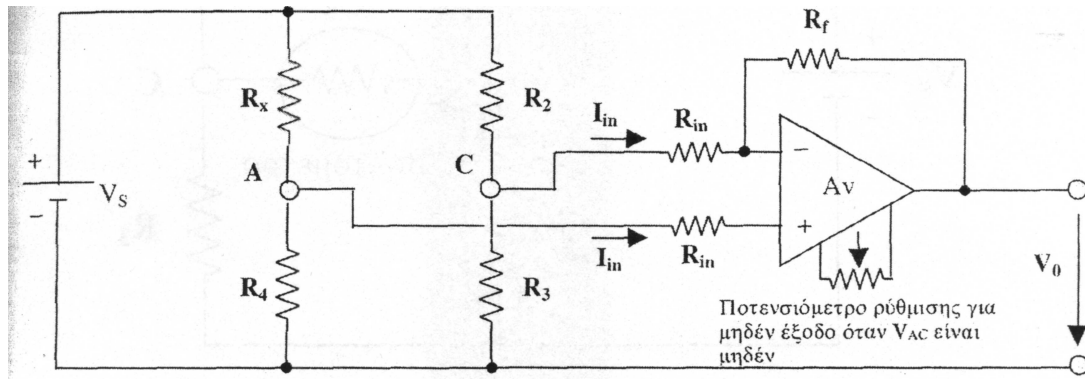 Rf
Rx
R2
Iin
Rin
+
−
A
C
Av
VS
−
+
Iin
Rin
R4
R3
V0
Ποτενσιόμετρο ρύθμισης για
μηδέν έξοδο όταν VAC είναι
μηδέν